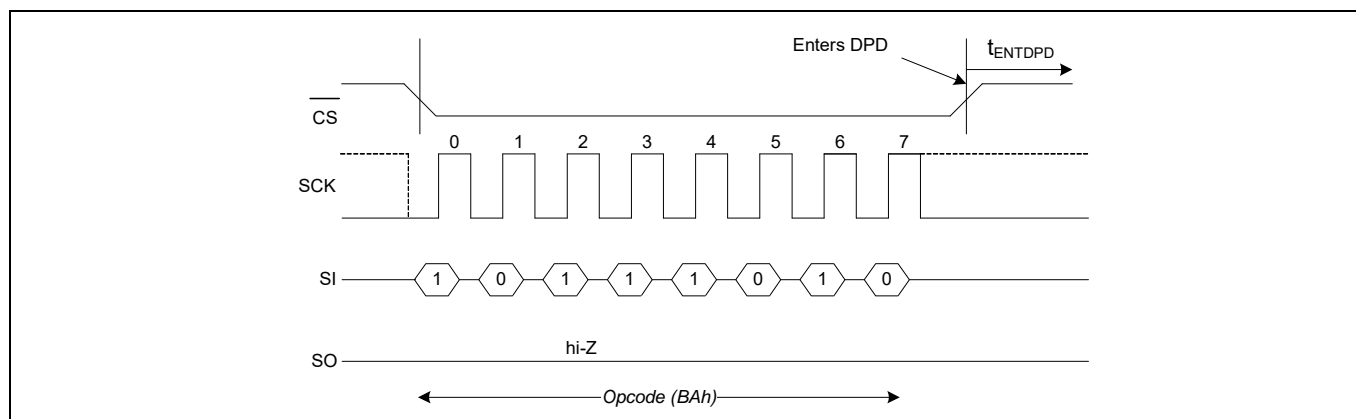 Enters DPD
tENTDPD
CS
0 1 2 3 4 5 6 7
SCK
SI 1 0 1 1 1 0 1 0
hi-Z
SO
Opcode (BAh)